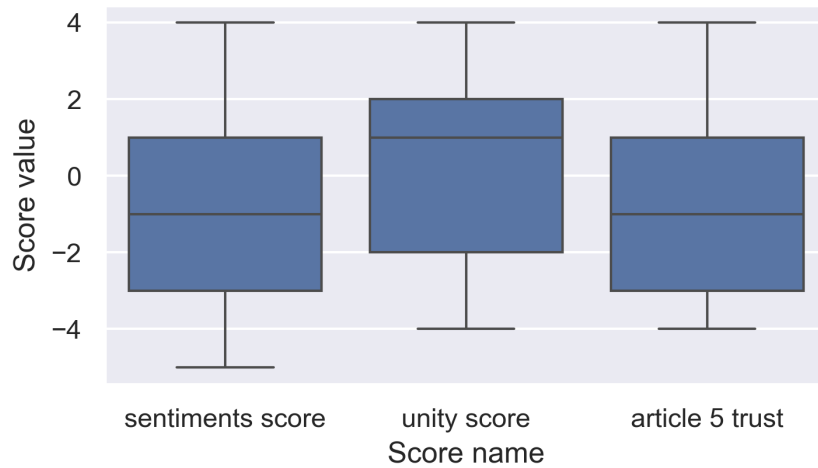 Score value
4
2
0
−2
−4
sentiments score
unity score
article 5 trust
Score name